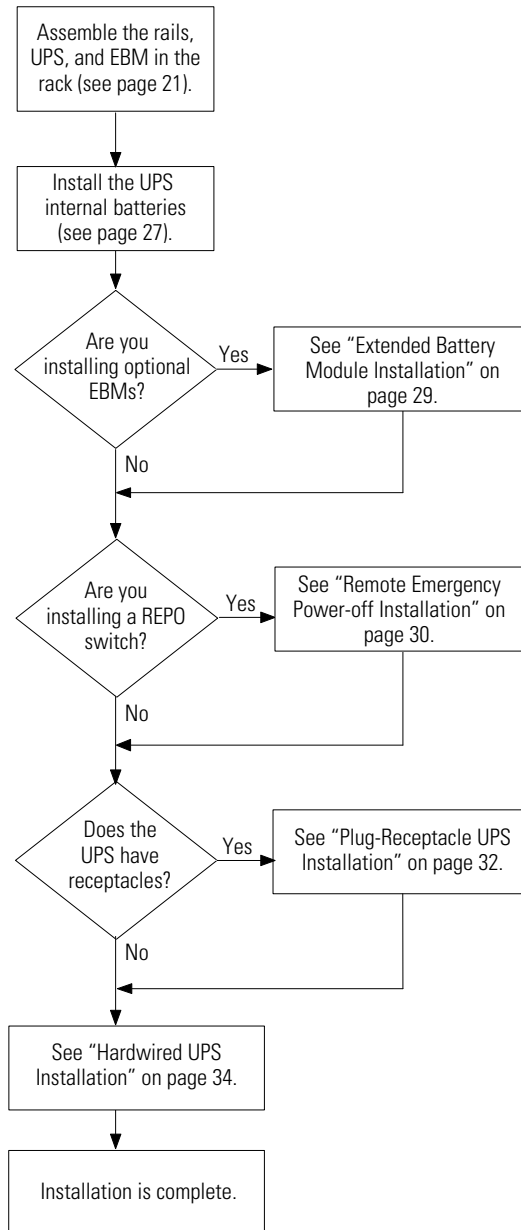 Assemble the rails,
UPS, and EBM in the
rack (see page 21).
Install the UPS
internal batteries
(see page 27).
Are you
installing optional
EBMs?
Yes
See “Extended Battery
Module Installation” on
page 29.
No
Are you
installing a REPO
switch?
Yes
See “Remote Emergency
Power-off Installation” on
page 30.
No
Does the
UPS have
receptacles?
Yes
See “Plug-Receptacle UPS
Installation” on page 32.
No
See “Hardwired UPS
Installation” on page 34.
Installation is complete.